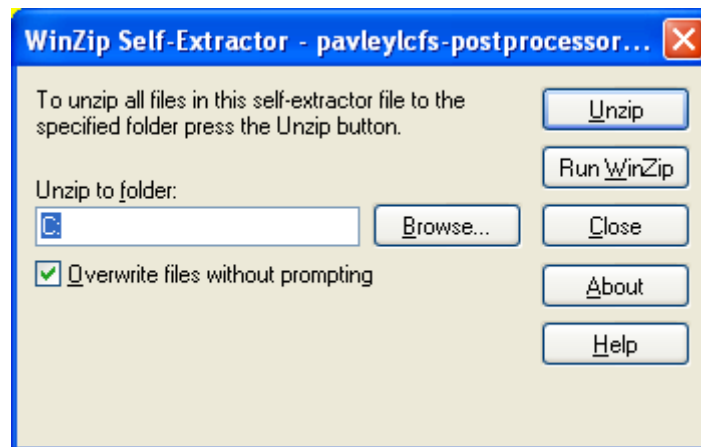 WinZip Self-Extractor - pavleylcfs-postprocessor...
To unzip all files in this self-extractor file to the
specified folder press the Unzip button.
Unzip to folder:
C:
Browse...
Overwrite files without prompting
Unzip
Run WinZip
Close
About
Help